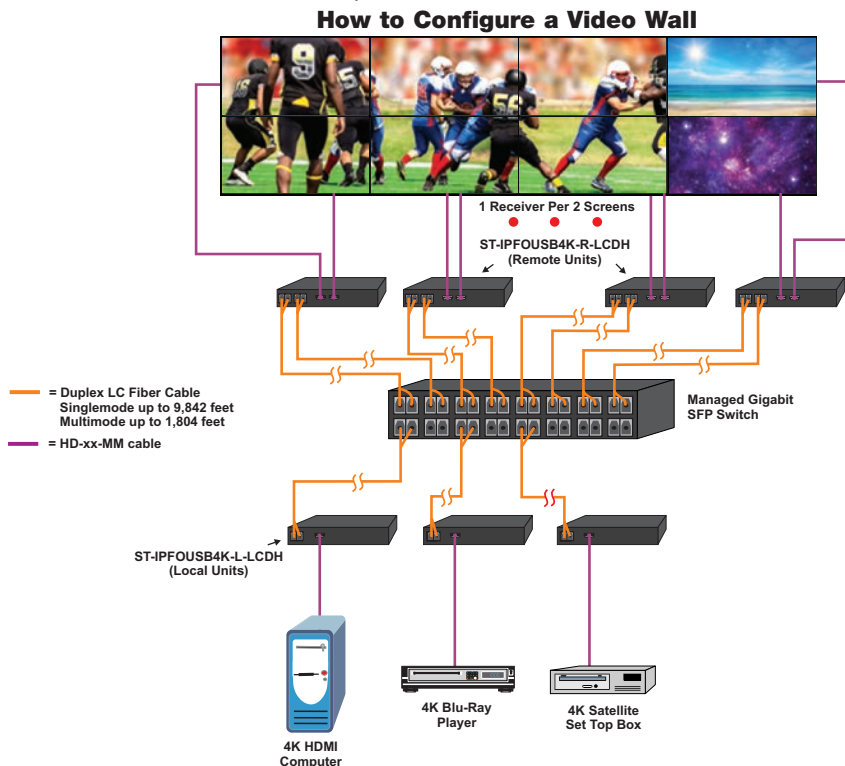 How to Configure a Video Wall
9
56
1 Receiver Per 2 Screens
ST-IPFOUSB4K-R-LCDH
(Remote Units)
= Duplex LC Fiber Cable
Singlemode up to 9,842 feet
Multimode up to 1,804 feet
= HD-xx-MM cable
Managed Gigabit
SFP Switch
ST-IPFOUSB4K-L-LCDH
(Local Units)
4K HDMI
Computer
4K Blu-Ray
Player
4K Satellite
Set Top Box